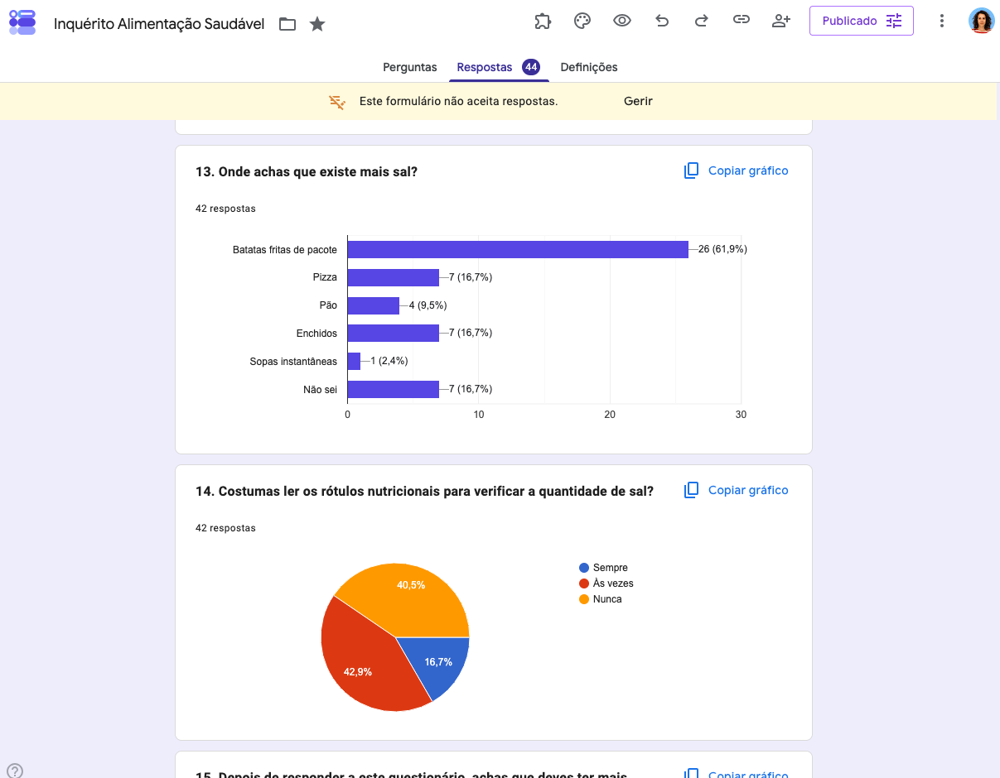 Inquérito Alimentação Saudável
Publicado
Perguntas
Respostas 44
Definições
Este formulário não aceita respostas.
Gerir
13. Onde achas que existe mais sal?
Copiar gráfico
42 respostas
Batatas fritas de pacote
26 (61,9%)
Pizza
7 (16,7%)
Pão
4 (9,5%)
Enchidos
7 (16,7%)
Sopas instantâneas
1 (2,4%)
Não sei
7 (16,7%)
0
10
20
30
14. Costumas ler os rótulos nutricionais para verificar a quantidade de sal?
Copiar gráfico
42 respostas
40,5%
42,9%
16,7%
Sempre
Às vezes
Nunca
15. Depois de responder a este questionário, achas que deves ter mais
Copiar gráfico